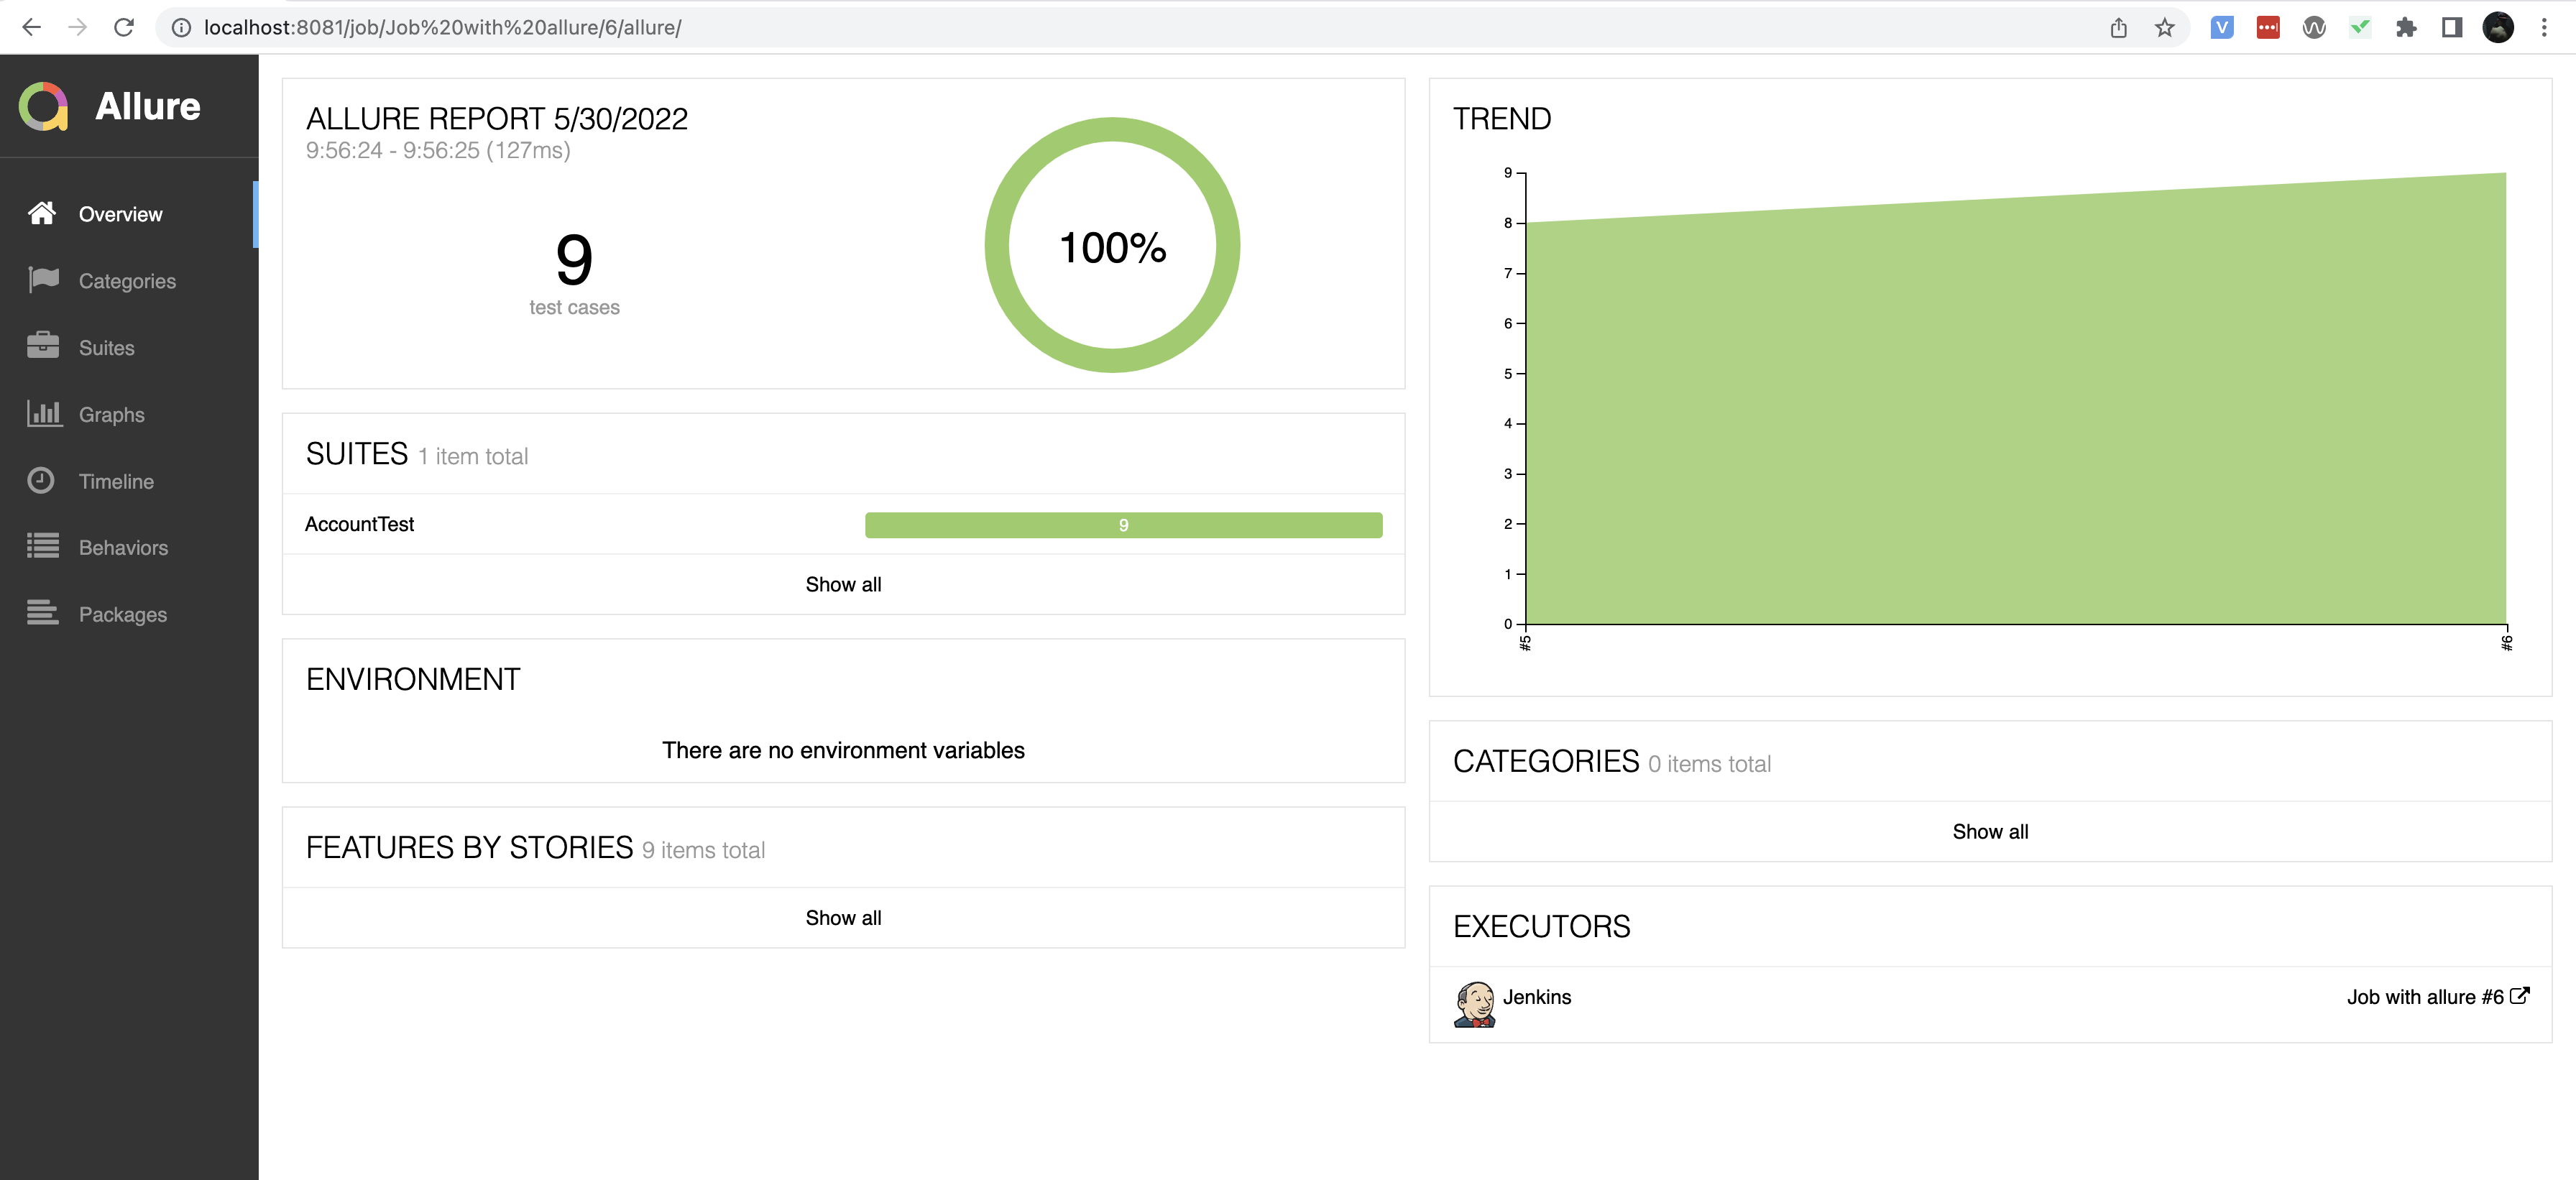 localhost:8081/job/Job%20with%20allure/6/allure/
V
Allure
Overview
Categories
Suites
Graphs
Timeline
Behaviors
Packages
ALLURE REPORT 5/30/2022
9:56:24 - 9:56:25 (127ms)
9
test cases
100%
SUITES 1 item total
AccountTest 9
Show all
ENVIRONMENT
There are no environment variables
FEATURES BY STORIES 9 items total
Show all
TREND
9
8
7
6
5
4
3
2
1
0
#5
#6
CATEGORIES 0 items total
Show all
EXECUTORS
Jenkins Job with allure #6